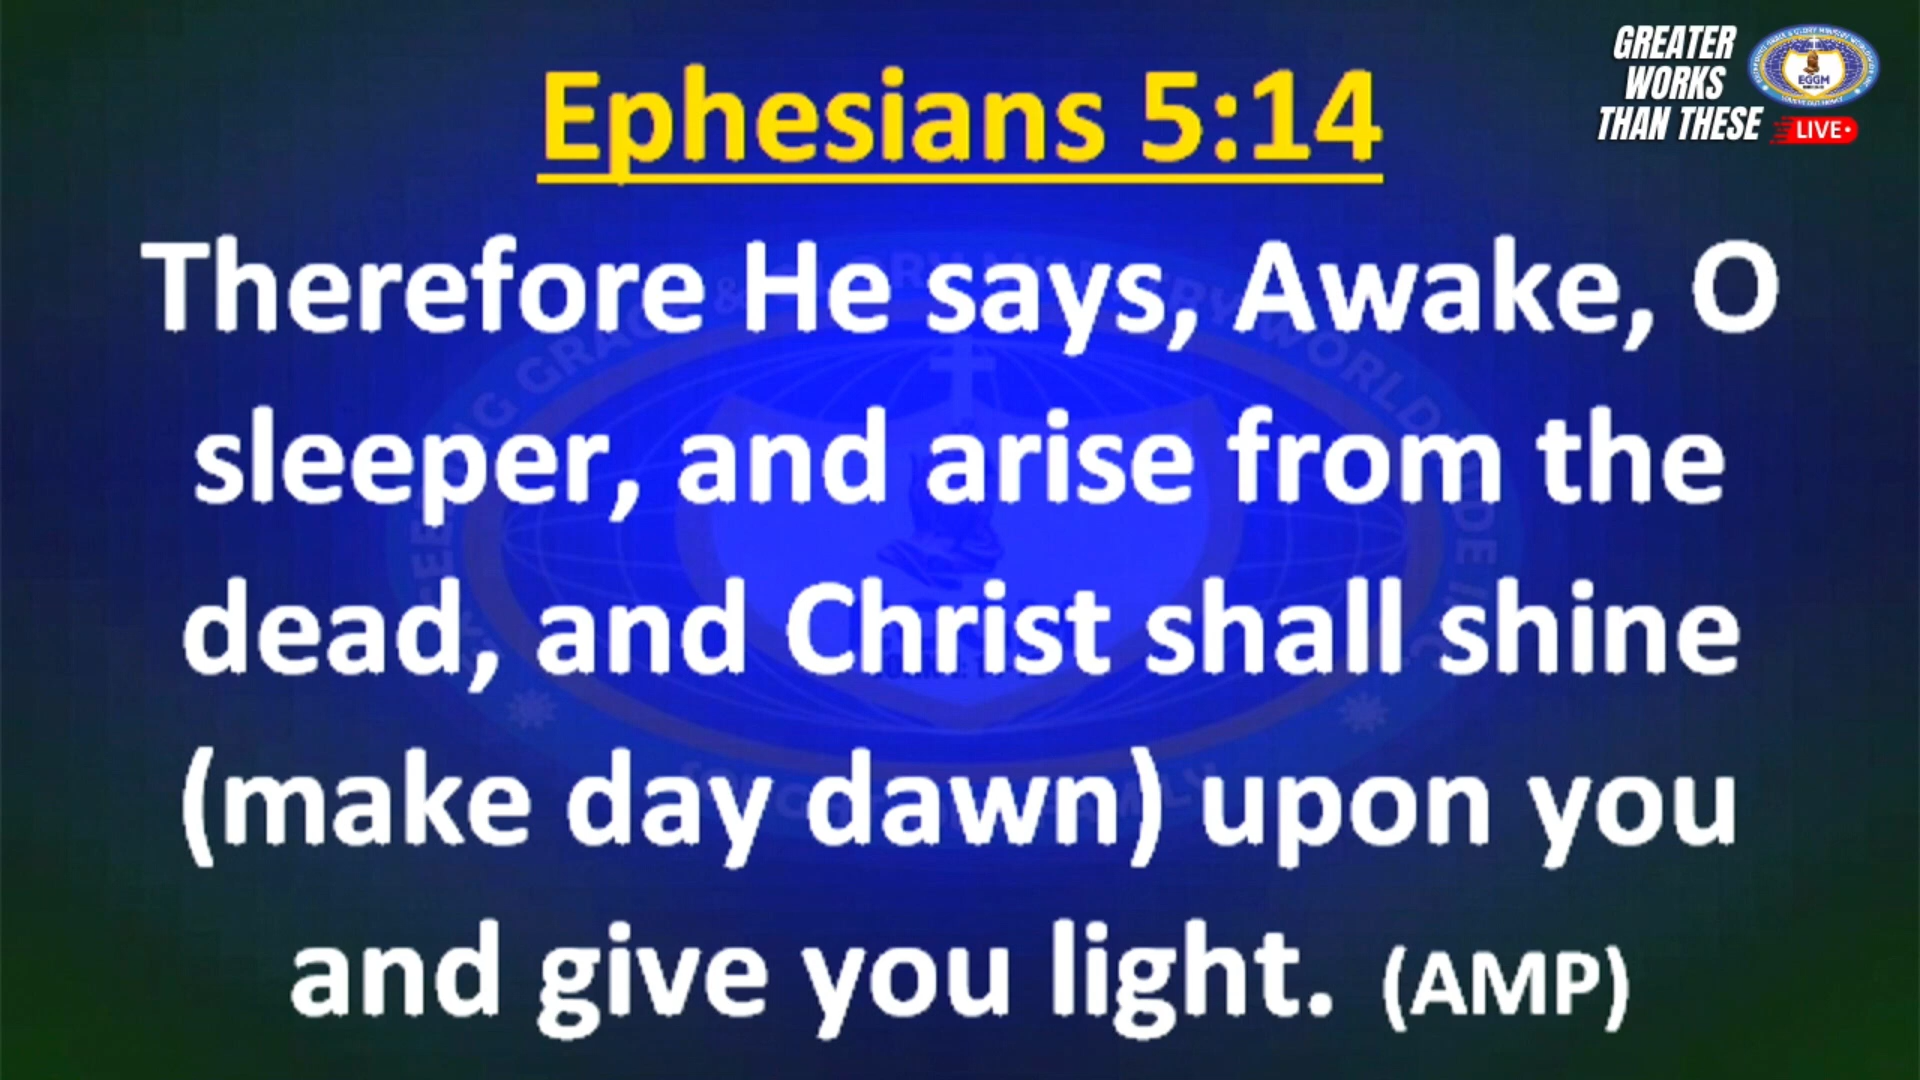 GREATER
WORKS
THAN THESE
EGGM
LIVE
Ephesians 5:14
Therefore He says, Awake, O
sleeper, and arise from the
dead, and Christ shall shine
(make day dawn) upon you
and give you light. (AMP)